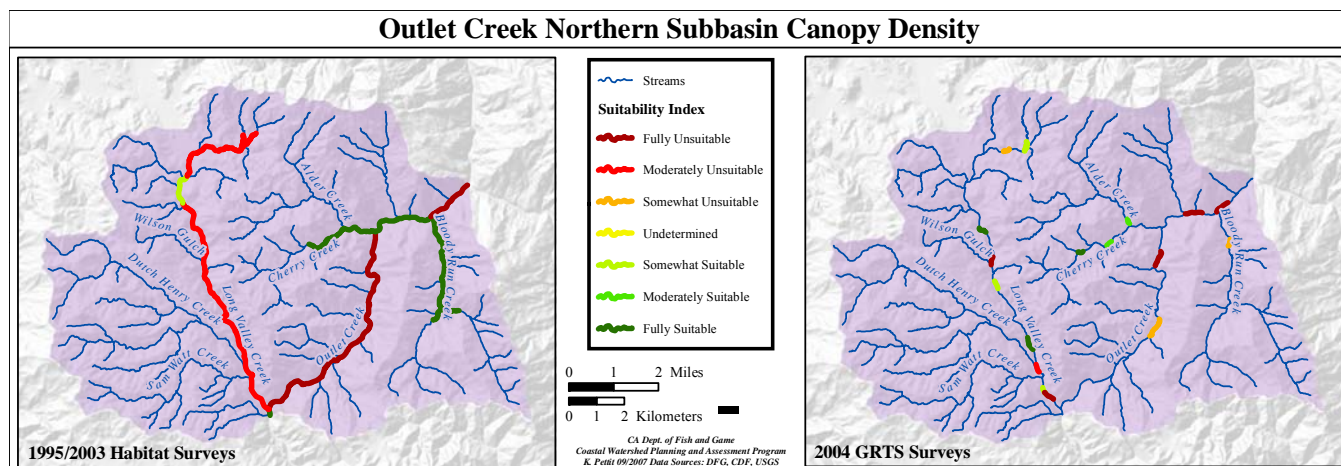 Outlet Creek Northern Subbasin Canopy Density
Alder Creek
Bloody Run Creek
Wilson Gulch
Cherry Creek
Dutch Henry Creek
Long Valley Creek
Outlet Creek
Sam Watt Creek
1995/2003 Habitat Surveys
Streams
Suitability Index
Fully Unsuitable
Moderately Unsuitable
Somewhat Unsuitable
Undetermined
Somewhat Suitable
Moderately Suitable
Fully Suitable
0 1 2 Miles
0 1 2 Kilometers
CA Dept. of Fish and Game
Coastal Watershed Planning and Assessment Program
K. Pettit 09/2007 Data Sources: DFG, CDF, USGS
Alder Creek
Bloody Run Creek
Wilson Gulch
Cherry Creek
Dutch Henry Creek
Long Valley Creek
Outlet Creek
Sam Watt Creek
2004 GRTS Surveys